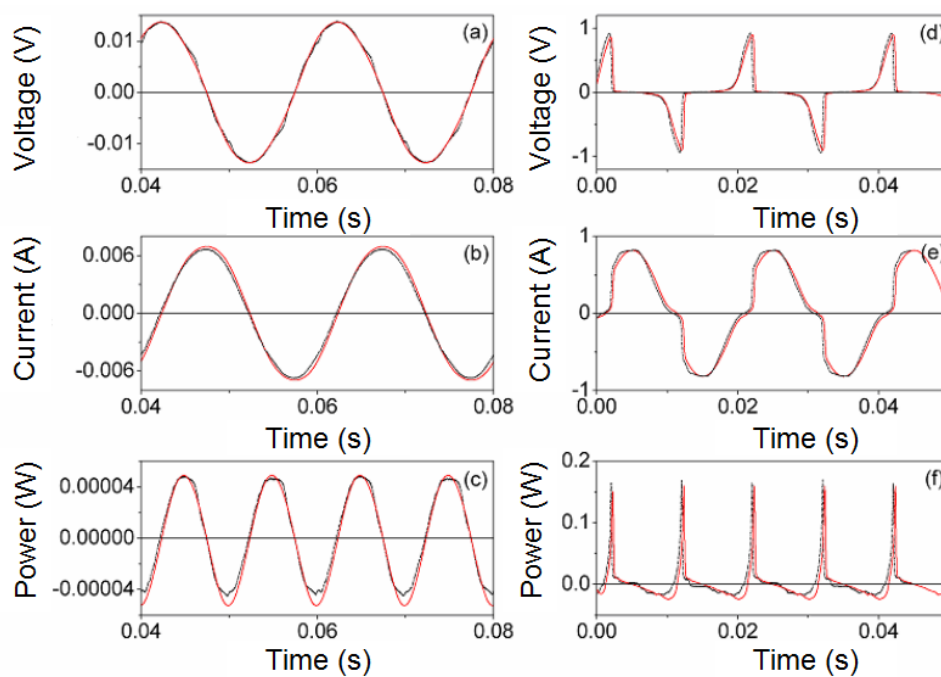 (a)
Voltage (V)
0.01
0.00
-0.01
0.04
0.06
0.08
Time (s)
(d)
Voltage (V)
1
0
-1
0.00
0.02
0.04
Time (s)
(b)
Current (A)
0.006
0.000
-0.006
0.04
0.06
0.08
Time (s)
(e)
Current (A)
1
0
-1
0.00
0.02
0.04
Time (s)
(c)
Power (W)
0.00004
0.00000
-0.00004
0.04
0.06
0.08
Time (s)
(f)
Power (W)
0.2
0.1
0.0
0.00
0.02
0.04
Time (s)